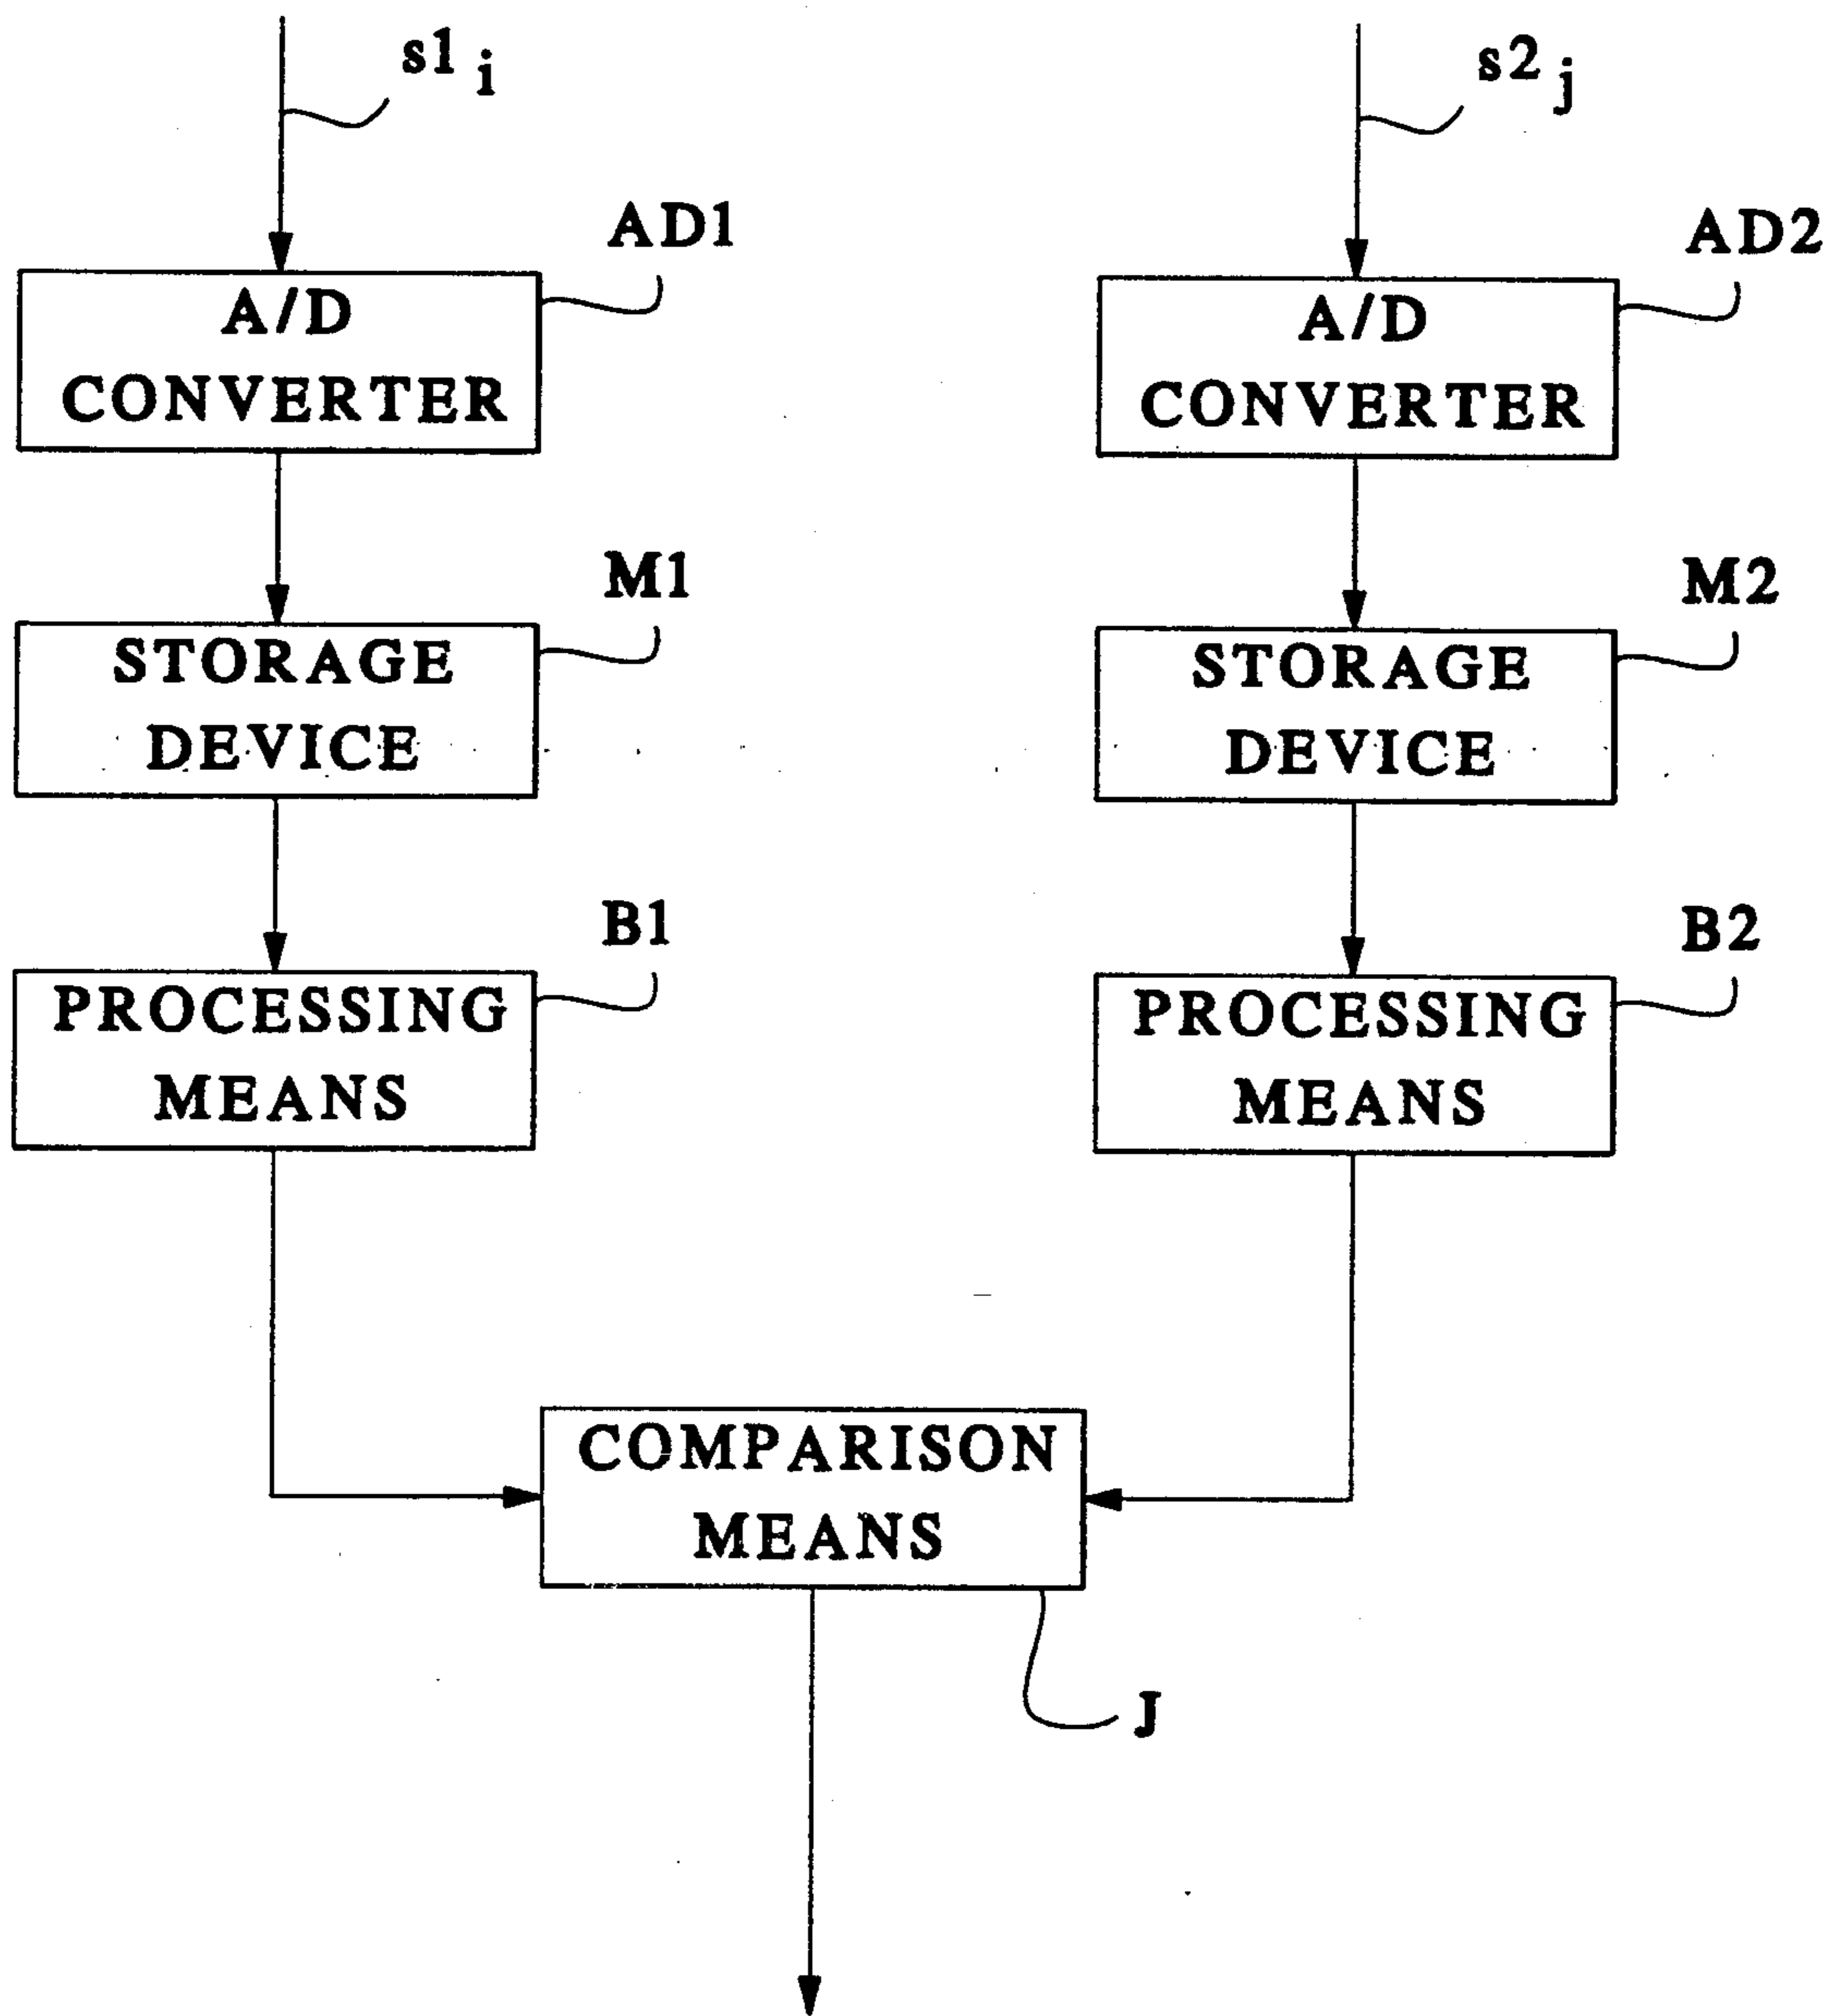 s1 i
s2 j
AD1
AD2
A/D
CONVERTER
A/D
CONVERTER
M1
M2
STORAGE
DEVICE
STORAGE
DEVICE
B1
B2
PROCESSING
MEANS
PROCESSING
MEANS
COMPARISON
MEANS
J